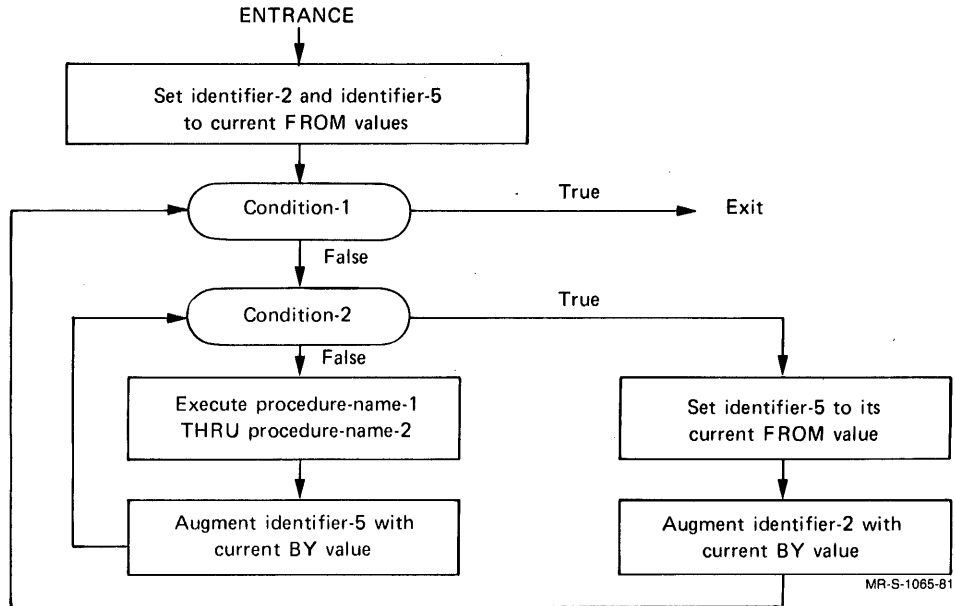 ENTRANCE
Set identifier-2 and identifier-5
to current FROM values
Condition-1
True
Exit
False
Condition-2
True
False
Execute procedure-name-1
THRU procedure-name-2
Set identifier-5 to its
current FROM value
Augment identifier-5 with
current BY value
Augment identifier-2 with
current BY value
MR-S-1065-81